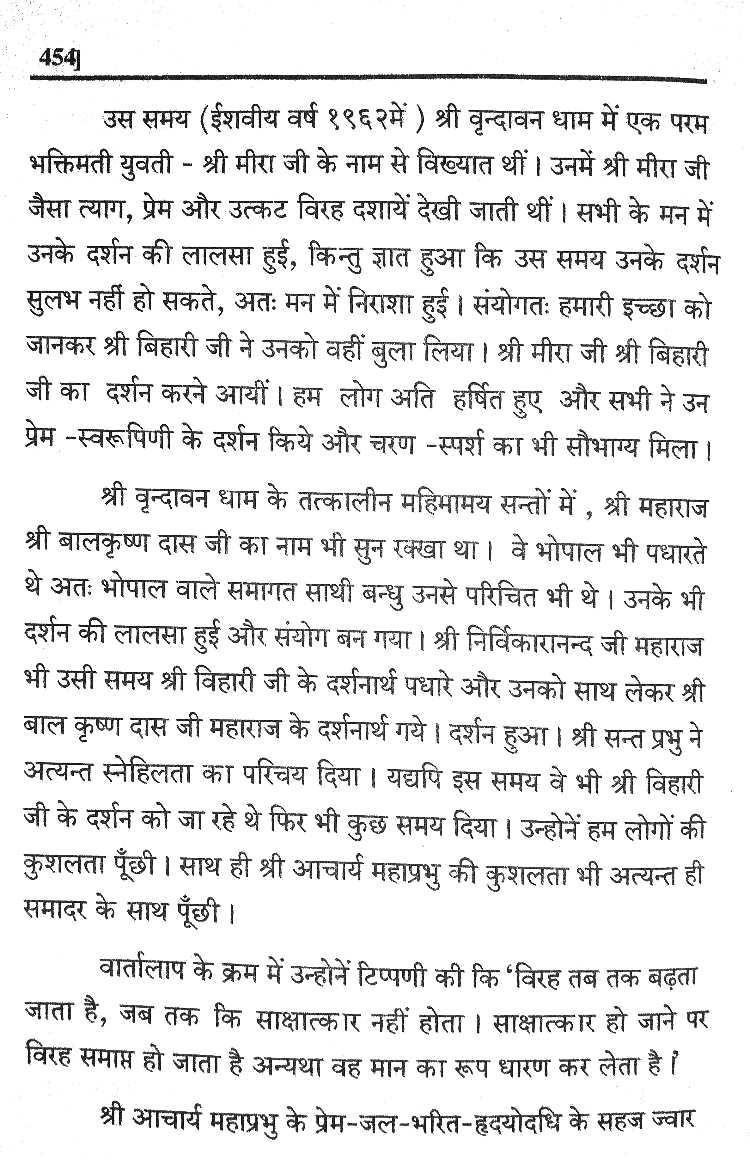 454]
उस समय (ईशवीय वर्ष १९६२में ) श्री वृन्दावन धाम में एक परम
भक्तिमती युवती - श्री मीरा जी के नाम से विख्यात थीं । उनमें श्री मीरा जी
जैसा त्याग, प्रेम और उत्कट विरह दशायें देखी जाती थीं । सभी के मन में
उनके दर्शन की लालसा हुई, किन्तु ज्ञात हुआ कि उस समय उनके दर्शन
सुलभ नहीं हो सकते, अतः मन में निराशा हुई । संयोगतः हमारी इच्छा को
जानकर श्री बिहारी जी ने उनको वहीं बुला लिया । श्री मीरा जी श्री बिहारी
जी का दर्शन करने आयीं । हम लोग अति हर्षित हुए और सभी ने उन
प्रेम -स्वरूपिणी के दर्शन किये और चरण -स्पर्श का भी सौभाग्य मिला ।
श्री वृन्दावन धाम के तत्कालीन महिमामय सन्तों में , श्री महाराज
श्री बालकृष्ण दास जी का नाम भी सुन रक्खा था । वे भोपाल भी पधारते
थे अतः भोपाल वाले समागत साथी बन्धु उनसे परिचित भी थे । उनके भी
दर्शन की लालसा हुई और संयोग बन गया । श्री निर्विकारानन्द जी महाराज
भी उसी समय श्री विहारी जी के दर्शनार्थ पधारे और उनको साथ लेकर श्री
बाल कृष्ण दास जी महाराज के दर्शनार्थ गये । दर्शन हुआ । श्री सन्त प्रभु ने
अत्यन्त स्नेहिलता का परिचय दिया । यद्यपि इस समय वे भी श्री विहारी
जी के दर्शन को जा रहे थे फिर भी कुछ समय दिया । उन्होनें हम लोगों की
कुशलता पूँछी । साथ ही श्री आचार्य महाप्रभु की कुशलता भी अत्यन्त ही
समादर के साथ पूँछी ।
वार्तालाप के क्रम में उन्होनें टिप्पणी की कि ‘विरह तब तक बढ़ता
जाता है, जब तक कि साक्षात्कार नहीं होता । साक्षात्कार हो जाने पर
विरह समाप्त हो जाता है अन्यथा वह मान का रूप धारण कर लेता है ।’
श्री आचार्य महाप्रभु के प्रेम-जल-भरित-हृदयोदधि के सहज ज्वार